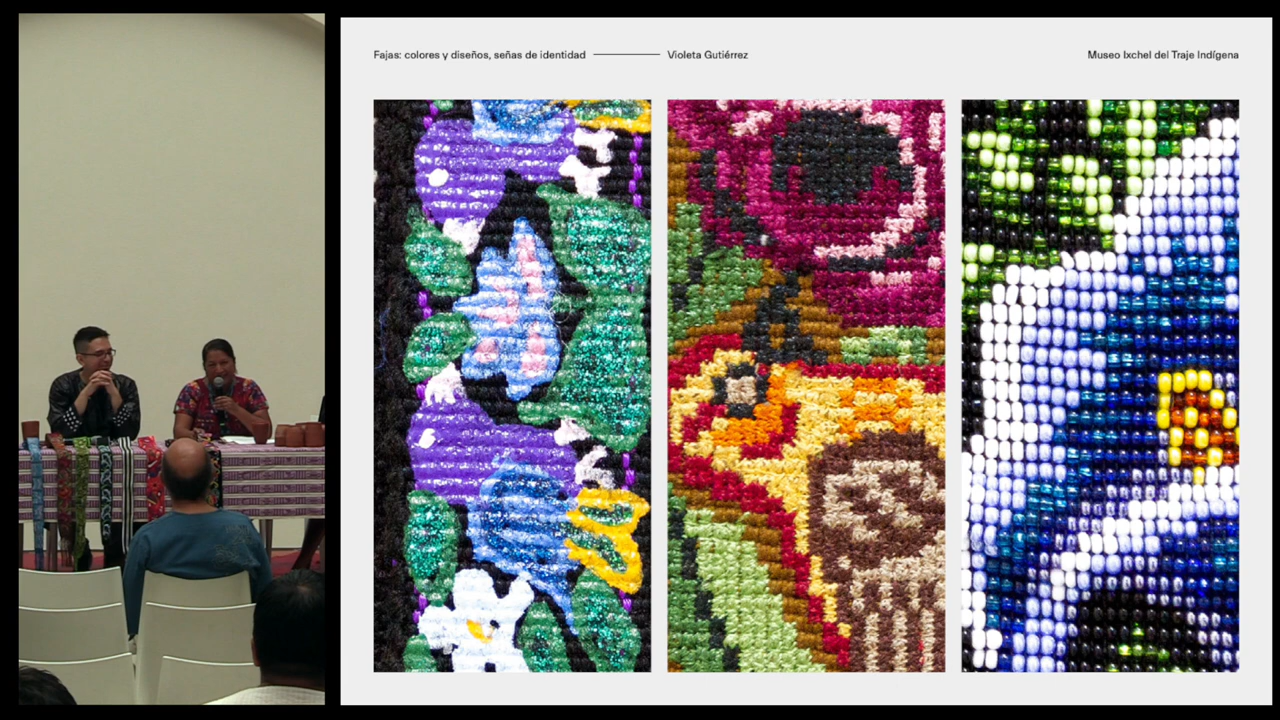 Fajas: colores y diseños, señas de identidad
Violeta Gutiérrez
Museo Ixchel del Traje Indígena